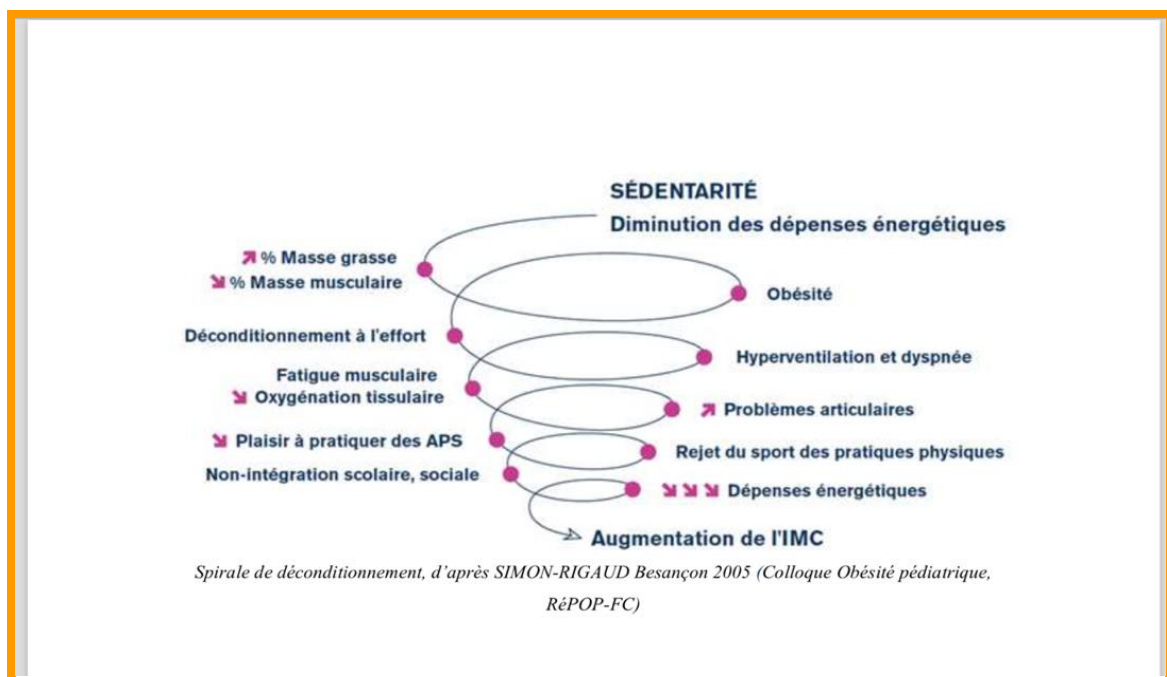 SÉDENTARITÉ
Diminution des dépenses énergétiques
↗ % Masse grasse
↘ % Masse musculaire
Obésité
Déconditionnement à l'effort
Hyperventilation et dyspnée
Fatigue musculaire
↘ Oxygénation tissulaire
↗ Problèmes articulaires
↘ Plaisir à pratiquer des APS
Rejet du sport des pratiques physiques
Non-intégration scolaire, sociale
↘ ↘ ↘ Dépenses énergétiques
Augmentation de l'IMC
Spirale de déconditionnement, d'après SIMON-RIGAUD Besançon 2005 (Colloque Obésité pédiatrique,
RéPOP-FC)